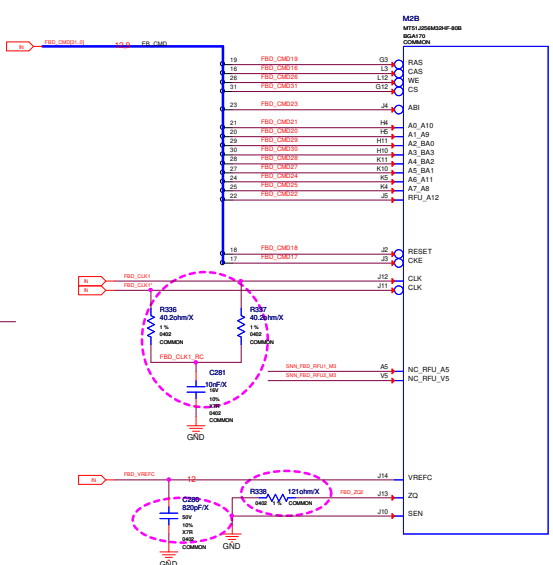 M2B
MT51J256M32HF-80B
BGA170
COMMON
FBD_CMD[31..0]
IN
12,9
FB_CMD
19 FBD_CMD19 G3 RAS
16 FBD_CMD16 L3 CAS
26 FBD_CMD26 L12 WE
31 FBD_CMD31 G12 CS
23 FBD_CMD23 J4 ABI
21 FBD_CMD21 H4 A0_A10
20 FBD_CMD20 H5 A1_A9
29 FBD_CMD29 H11 A2_BA0
30 FBD_CMD30 H10 A3_BA3
28 FBD_CMD28 K11 A4_BA2
27 FBD_CMD27 K10 A5_BA1
24 FBD_CMD24 K5 A6_A11
25 FBD_CMD25 K4 A7_A8
22 FBD_CMD22 J5 RFU_A12
18 FBD_CMD18 J2 RESET
17 FBD_CMD17 J3 CKE
IN FBD_CLK1 J12 CLK
IN FBD_CLK1* J11 CLK
R336
40.2ohm/X
1 %
0402
COMMON
R337
40.2ohm/X
1 %
0402
COMMON
FBD_CLK1_RC
C281
10nF/X
16V
10%
X7R
0402
COMMON
GND
SNN_FBD_RFU1_M3 A5 NC_RFU_A5
SNN_FBD_RFU2_M3 V5 NC_RFU_V5
IN FBD_VREFC 12 J14 VREFC
R338 121ohm/X FBD_ZQ2 J13 ZQ
0402 1 % COMMON
J10 SEN
C280
820pF/X
50V
10%
X7R
0402
COMMON
GND
GND